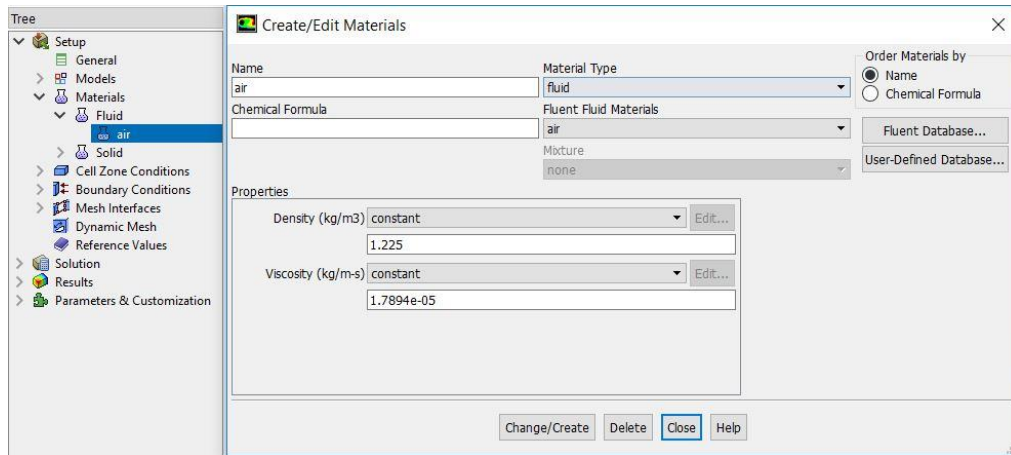 Tree
Setup
General
Models
Materials
Fluid
air
Solid
Cell Zone Conditions
Boundary Conditions
Mesh Interfaces
Dynamic Mesh
Reference Values
Solution
Results
Parameters & Customization
Create/Edit Materials
Name
air
Chemical Formula
Material Type
fluid
Fluent Fluid Materials
air
Mixture
none
Order Materials by
Name
Chemical Formula
Fluent Database...
User-Defined Database...
Properties
Density (kg/m3) constant Edit...
1.225
Viscosity (kg/m-s) constant Edit...
1.7894e-05
Change/Create Delete Close Help